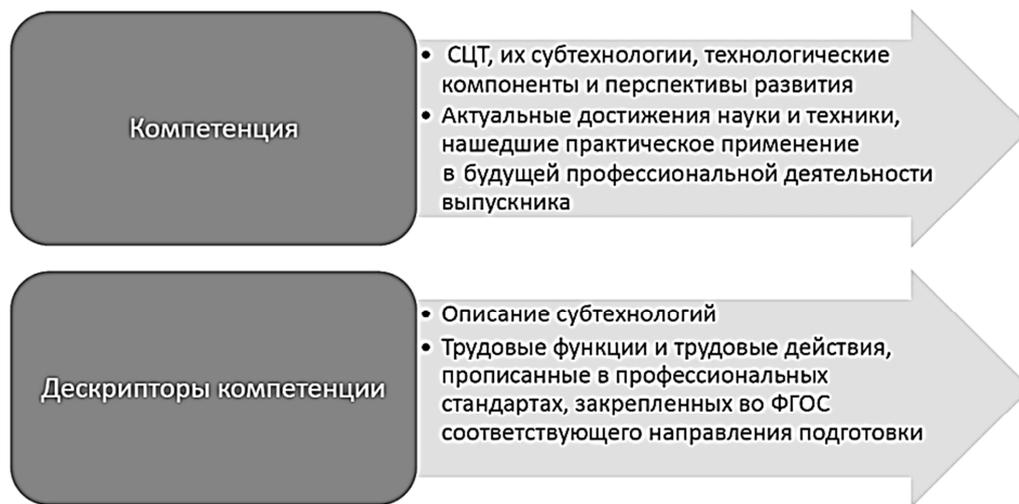 Компетенция
• СЦТ, их субтехнологии, технологические
компоненты и перспективы развития
• Актуальные достижения науки и техники,
нашедшие практическое применение
в будущей профессиональной деятельности
выпускника
Дескрипторы компетенции
• Описание субтехнологий
• Трудовые функции и трудовые действия,
прописанные в профессиональных
стандартах, закрепленных во ФГОС
соответствующего направления подготовки